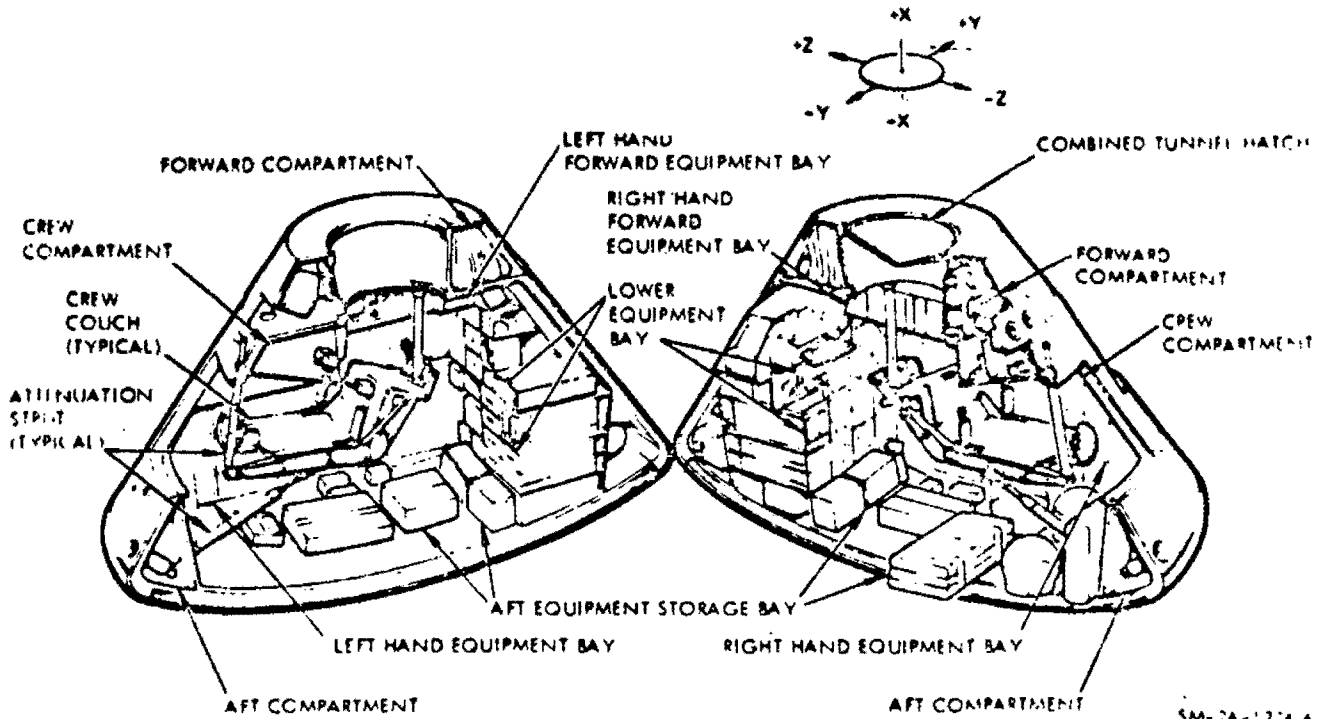 +X
+Y
+Z
-Z
-Y
-X
LEFT HAND
FORWARD EQUIPMENT BAY
COMBINED TUNNEL HATCH
FORWARD COMPARTMENT
RIGHT HAND
FORWARD
EQUIPMENT BAY
CREW
COMPARTMENT
FORWARD
COMPARTMENT
CREW
COUCH
(TYPICAL)
LOWER
EQUIPMENT
BAY
CREW
COMPARTMENT
ATTENUATION
STRUT
(TYPICAL)
AFT EQUIPMENT STORAGE BAY
LEFT HAND EQUIPMENT BAY
RIGHT HAND EQUIPMENT BAY
AFT COMPARTMENT
AFT COMPARTMENT